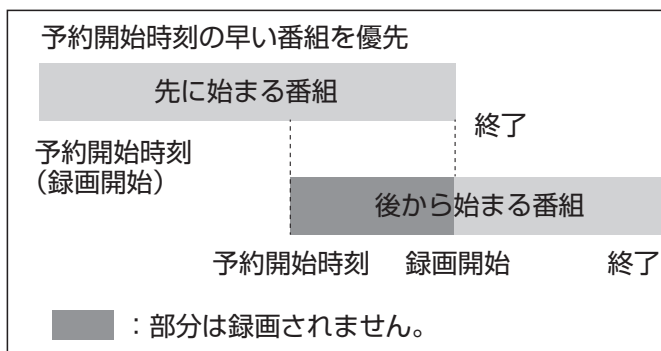 予約開始時刻の早い番組を優先
先に始まる番組
終了
予約開始時刻
(録画開始)
後から始まる番組
予約開始時刻 録画開始 終了
：部分は録画されません。